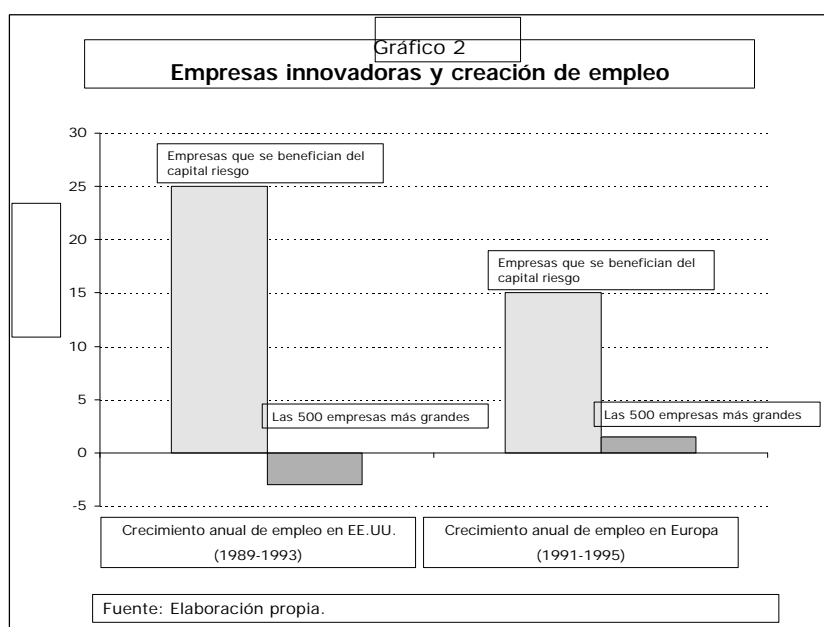 Gráfico 2
Empresas innovadoras y creación de empleo
30
25
20
15
10
5
0
-5
Empresas que se benefician del
capital riesgo
Las 500 empresas más grandes
Empresas que se benefician del
capital riesgo
Las 500 empresas más grandes
Crecimiento anual de empleo en EE.UU.
(1989-1993)
Crecimiento anual de empleo en Europa
(1991-1995)
Fuente: Elaboración propia.